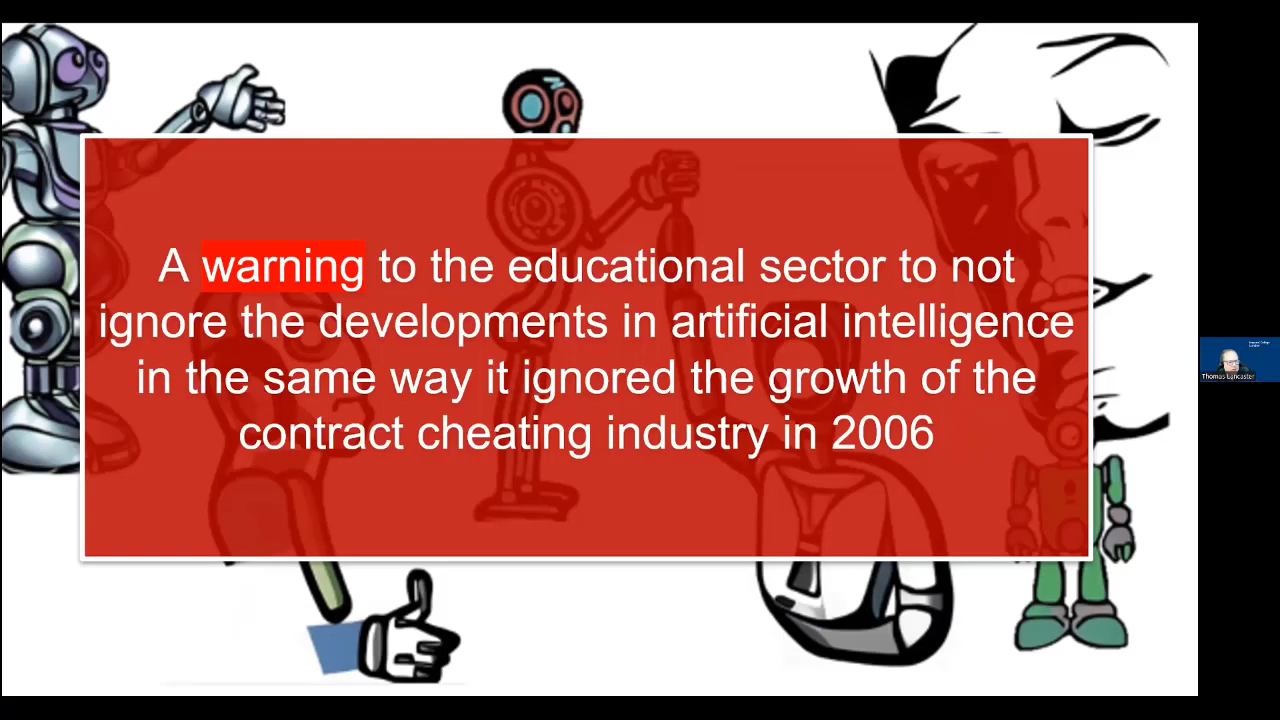 A warning to the educational sector to not
ignore the developments in artificial intelligence
in the same way it ignored the growth of the
contract cheating industry in 2006
Thomas Lancaster